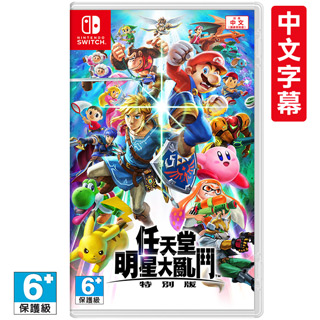 NINTENDO
SWITCH
中文
中文字幕
任天堂
明星大亂鬥
特別版
6+
保護級
6+
保護級